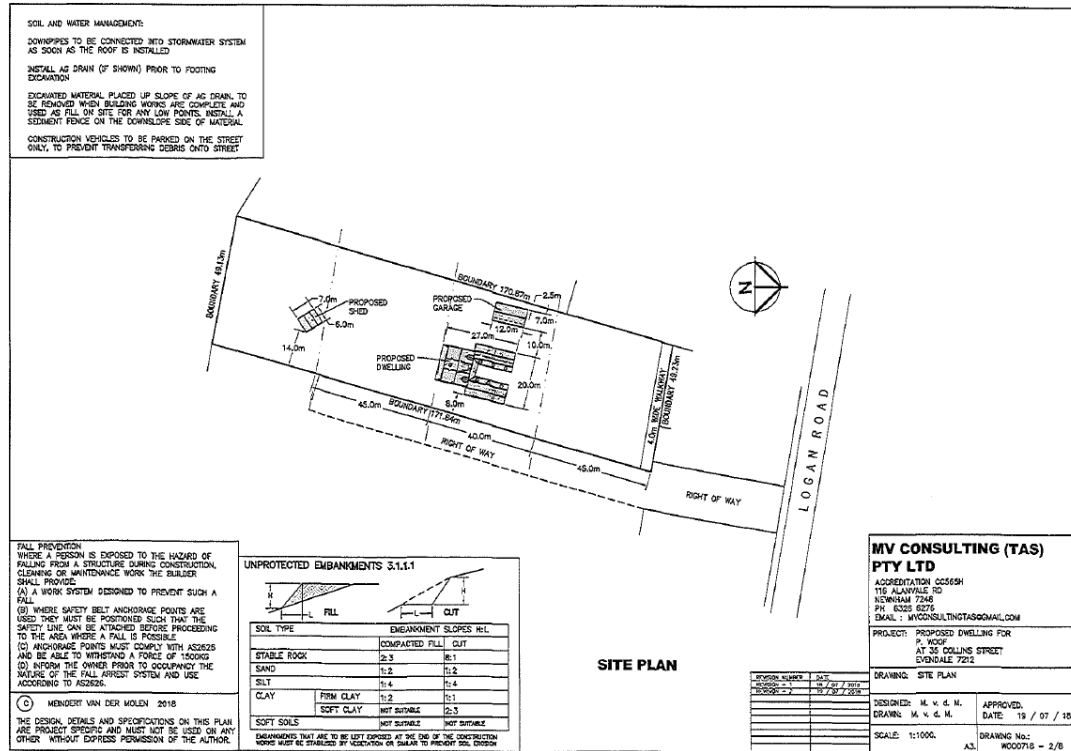 SOIL AND WATER MANAGEMENT:
DOWNPIPES TO BE CONNECTED INTO STORMWATER SYSTEM
AS SOON AS THE ROOF IS INSTALLED
INSTALL AG DRAIN (IF SHOWN) PRIOR TO FOOTING
EXCAVATION
EXCAVATED MATERIAL PLACED UP SLOPE OF AG DRAIN. TO
BE REMOVED WHEN BUILDING WORKS ARE COMPLETE AND
USED AS FILL ON SITE FOR ANY LOW POINTS. INSTALL A
SEDIMENT FENCE ON THE DOWNSLOPE SIDE OF MATERIAL
CONSTRUCTION VEHICLES TO BE PARKED ON THE STREET
ONLY, TO PREVENT TRANSFERRING DEBRIS ONTO STREET
BOUNDARY 49.13m
7.0m
PROPOSED
SHED
6.0m
14.0m
BOUNDARY 170.87m
2.5m
PROPOSED
GARAGE
7.0m
12.0m
27.0m
10.0m
PROPOSED
DWELLING
20.0m
8.0m
45.0m
BOUNDARY 171.64m
40.0m
RIGHT OF WAY
45.0m
4.0m WIDE WALKWAY
BOUNDARY 49.23m
RIGHT OF WAY
N
LOGAN ROAD
FALL PREVENTION
WHERE A PERSON IS EXPOSED TO THE HAZARD OF
FALLING FROM A STRUCTURE DURING CONSTRUCTION,
CLEANING OR MAINTENANCE WORK THE BUILDER
SHALL PROVIDE:
(A) A WORK SYSTEM DESIGNED TO PREVENT SUCH A
FALL
(B) WHERE SAFETY BELT ANCHORAGE POINTS ARE
USED THEY MUST BE POSITIONED SUCH THAT THE
SAFETY LINE CAN BE ATTACHED BEFORE PROCEEDING
TO THE AREA WHERE A FALL IS POSSIBLE
(C) ANCHORAGE POINTS MUST COMPLY WITH AS2626
AND BE ABLE TO WITHSTAND A FORCE OF 1500KG
(D) INFORM THE OWNER PRIOR TO OCCUPANCY THE
NATURE OF THE FALL ARREST SYSTEM AND USE
ACCORDING TO AS2626.
C MEINDERT VAN DER MOLEN 2018
THE DESIGN, DETAILS AND SPECIFICATIONS ON THIS PLAN
ARE PROJECT SPECIFIC AND MUST NOT BE USED ON ANY
OTHER WITHOUT EXPRESS PERMISSION OF THE AUTHOR.
UNPROTECTED EMBANKMENTS 3.1.1.1
H
L
FILL
H
L
CUT
SOIL TYPE EMBANKMENT SLOPES H:L
COMPACTED FILL CUT
STABLE ROCK 2:3 8:1
SAND 1:2 1:2
SILT 1:4 1:4
CLAY FIRM CLAY 1:2 1:1
SOFT CLAY NOT SUITABLE 2:3
SOFT SOILS NOT SUITABLE NOT SUITABLE
EMBANKMENTS THAT ARE TO BE LEFT EXPOSED AT THE END OF THE CONSTRUCTION
WORKS MUST BE STABILISED BY VEGETATION OR SIMILAR TO PREVENT SOIL EROSION
SITE PLAN
REVISION NUMBER DATE
REVISION - 1
REVISION - 2
MV CONSULTING (TAS)
PTY LTD
ACCREDITATION CC565H
116 ALANVALE RD
NEWNHAM 7248
PH 6326 6276
EMAIL : MVCONSULTINGTAS@GMAIL.COM
PROJECT: PROPOSED DWELLING FOR
P. WOOF
AT 35 COLLINS STREET
EVENDALE 7212
DRAWING: SITE PLAN
DESIGNED: M. v. d. M.
DRAWN: M. v. d. M.
APPROVED.
DATE: 19 / 07 / 18
SCALE: 1:1000.
A3.
DRAWING No.:
WOO0718 - 2/8